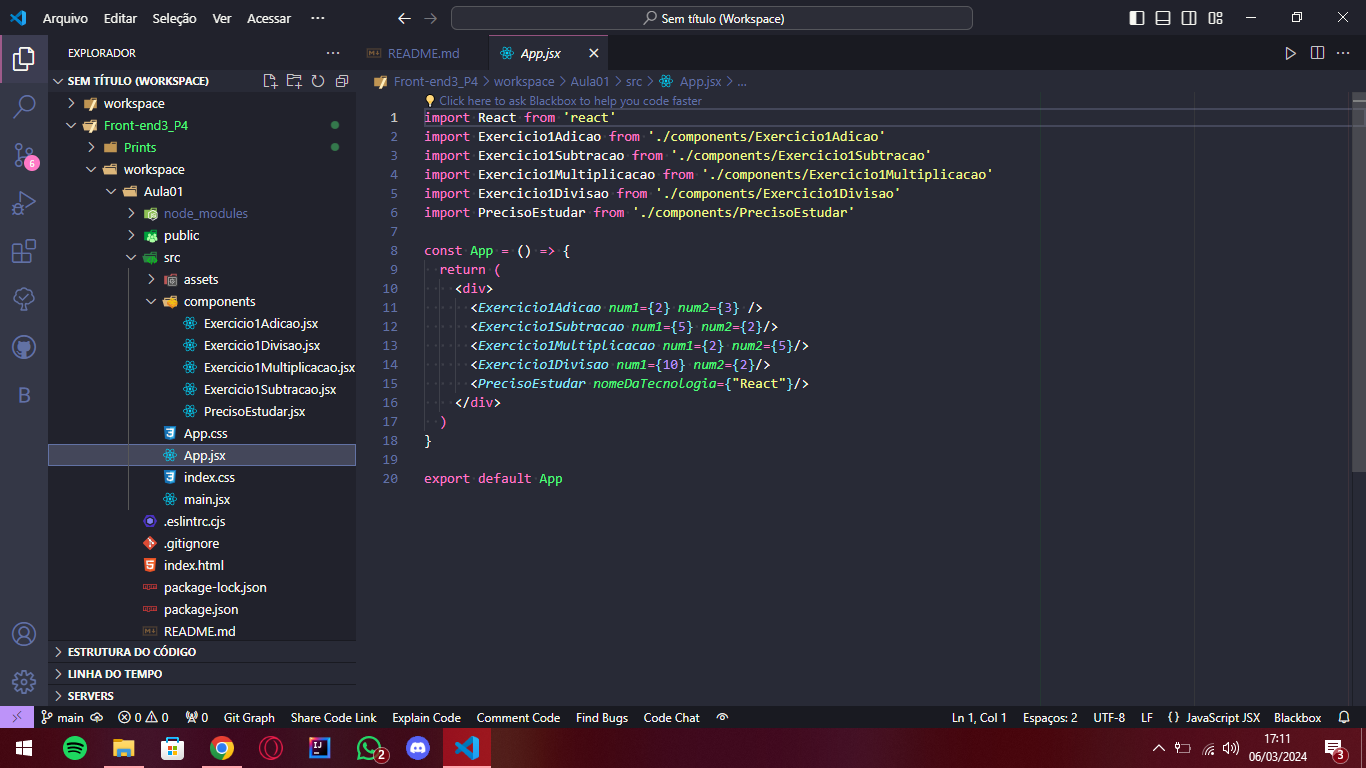 Arquivo Editar Seleção Ver Acessar ··· Sem título (Workspace)
EXPLORADOR ···
README.md App.jsx
SEM TÍTULO (WORKSPACE)
Front-end3_P4 > workspace > Aula01 > src > App.jsx > ...
workspace
Front-end3_P4
Prints
workspace
Aula01
node_modules
public
src
assets
components
Exercicio1Adicao.jsx
Exercicio1Divisao.jsx
Exercicio1Multiplicacao.jsx
Exercicio1Subtracao.jsx
PrecisoEstudar.jsx
App.css
App.jsx
index.css
main.jsx
.eslintrc.cjs
.gitignore
index.html
package-lock.json
package.json
README.md
ESTRUTURA DO CÓDIGO
LINHA DO TEMPO
SERVERS
6
B
Click here to ask Blackbox to help you code faster
1 import React from 'react'
2 import Exercicio1Adicao from './components/Exercicio1Adicao'
3 import Exercicio1Subtracao from './components/Exercicio1Subtracao'
4 import Exercicio1Multiplicacao from './components/Exercicio1Multiplicacao'
5 import Exercicio1Divisao from './components/Exercicio1Divisao'
6 import PrecisoEstudar from './components/PrecisoEstudar'
7
8 const App = () => {
9 return (
10 <div>
11 <Exercicio1Adicao num1={2} num2={3} />
12 <Exercicio1Subtracao num1={5} num2={2}/>
13 <Exercicio1Multiplicacao num1={2} num2={5}/>
14 <Exercicio1Divisao num1={10} num2={2}/>
15 <PrecisoEstudar nomeDaTecnologia={"React"}/>
16 </div>
17 )
18 }
19
20 export default App
main 0 0 0 Git Graph Share Code Link Explain Code Comment Code Find Bugs Code Chat Ln 1, Col 1 Espaços: 2 UTF-8 LF {} JavaScript JSX Blackbox
2 17:11
06/03/2024 3